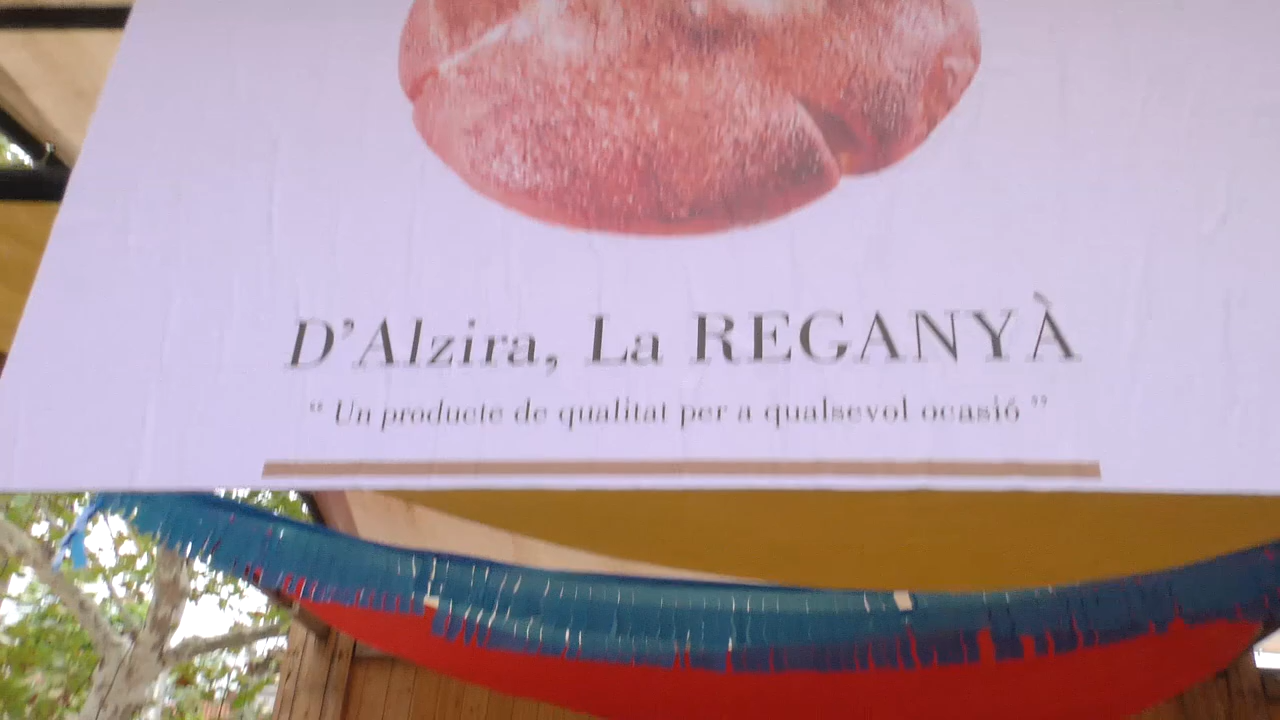 D’Alzira, La REGANYÀ
“ Un producte de qualitat per a qualsevol ocasió ”